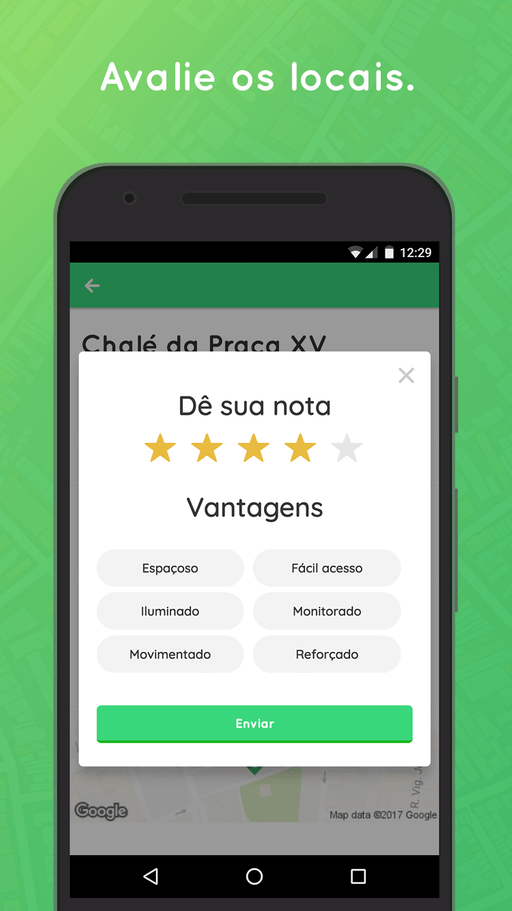 Avalie os locais.
12:29
Chalé da Praça XV
Dê sua nota
Vantagens
Espaçoso
Fácil acesso
Iluminado
Monitorado
Movimentado
Reforçado
Enviar
R. Vig. J
Google
Map data ©2017 Google